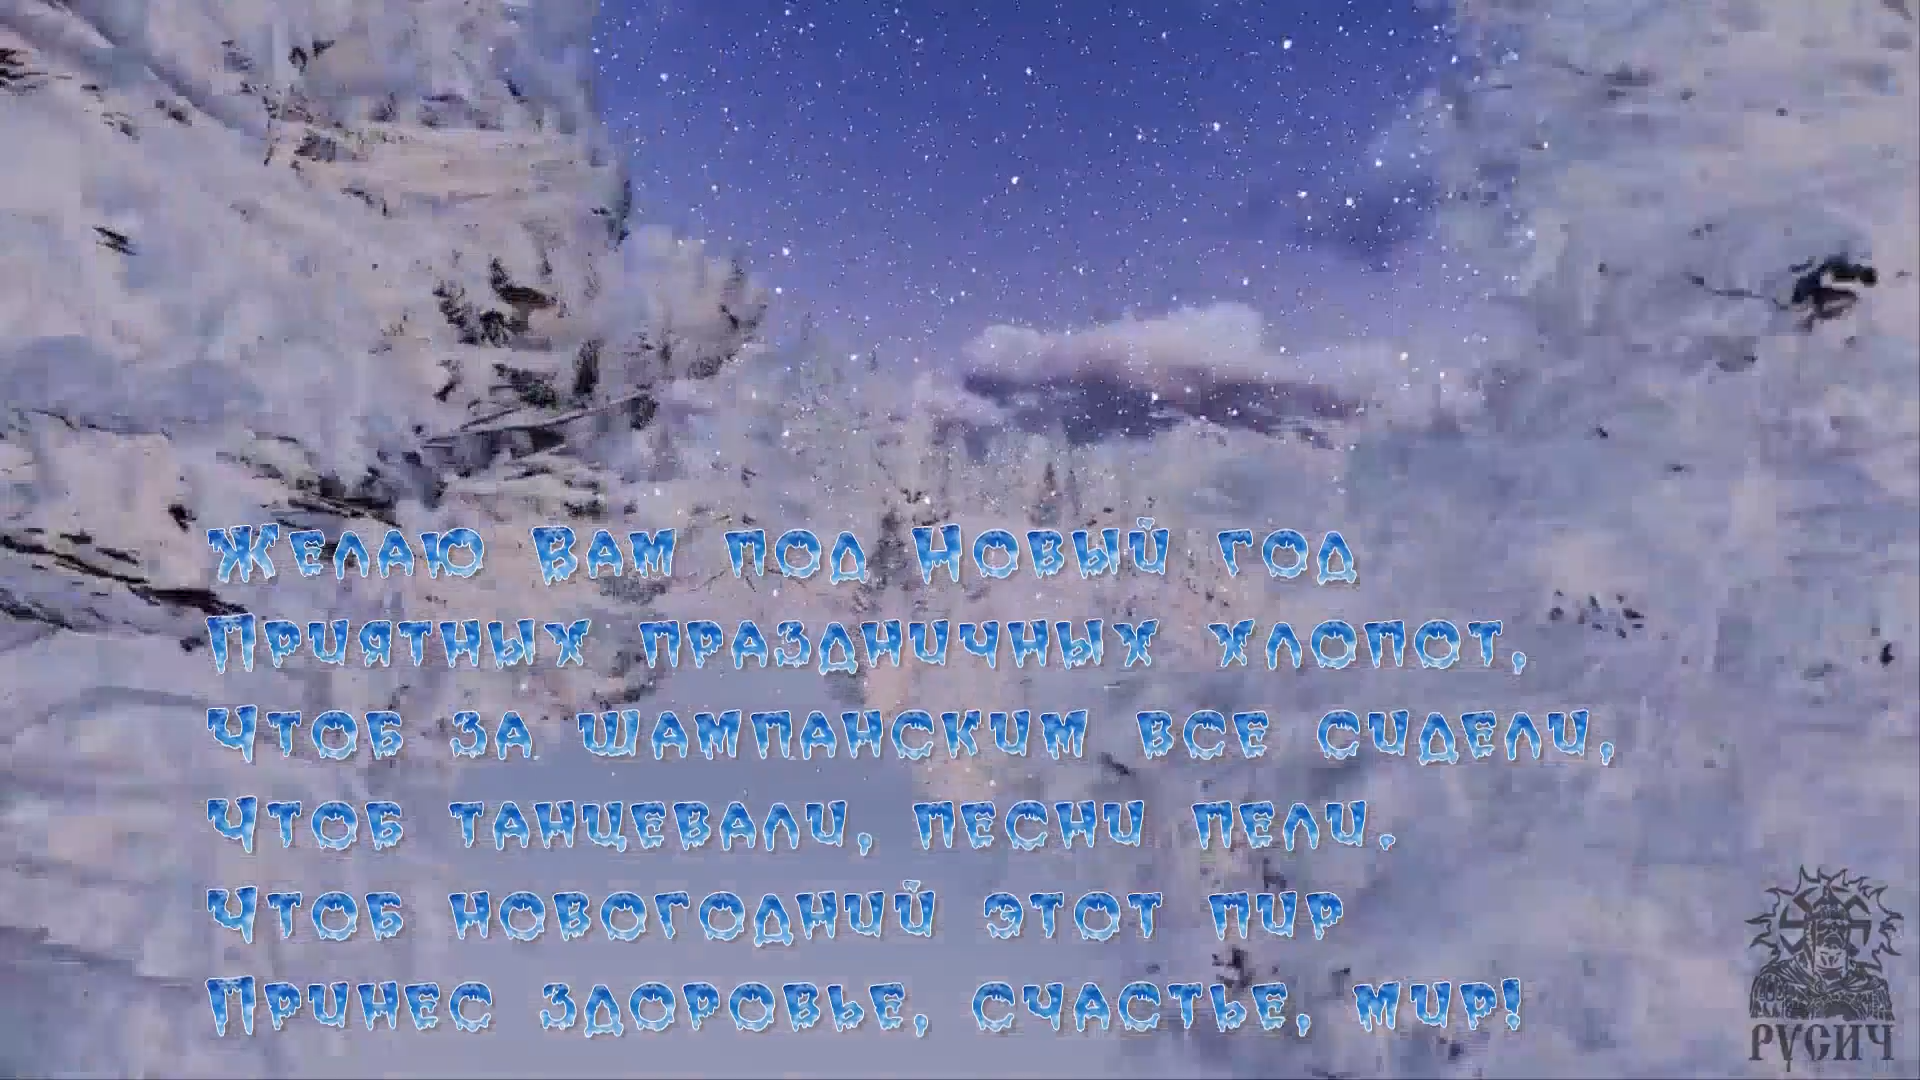 Желаю Вам под Новый год
Приятных праздничных хлопот,
Чтоб за шампанским все сидели,
Чтоб танцевали, песни пели.
Чтоб новогодний этот пир
Принес здоровье, счастье, мир!
РУСИЧ